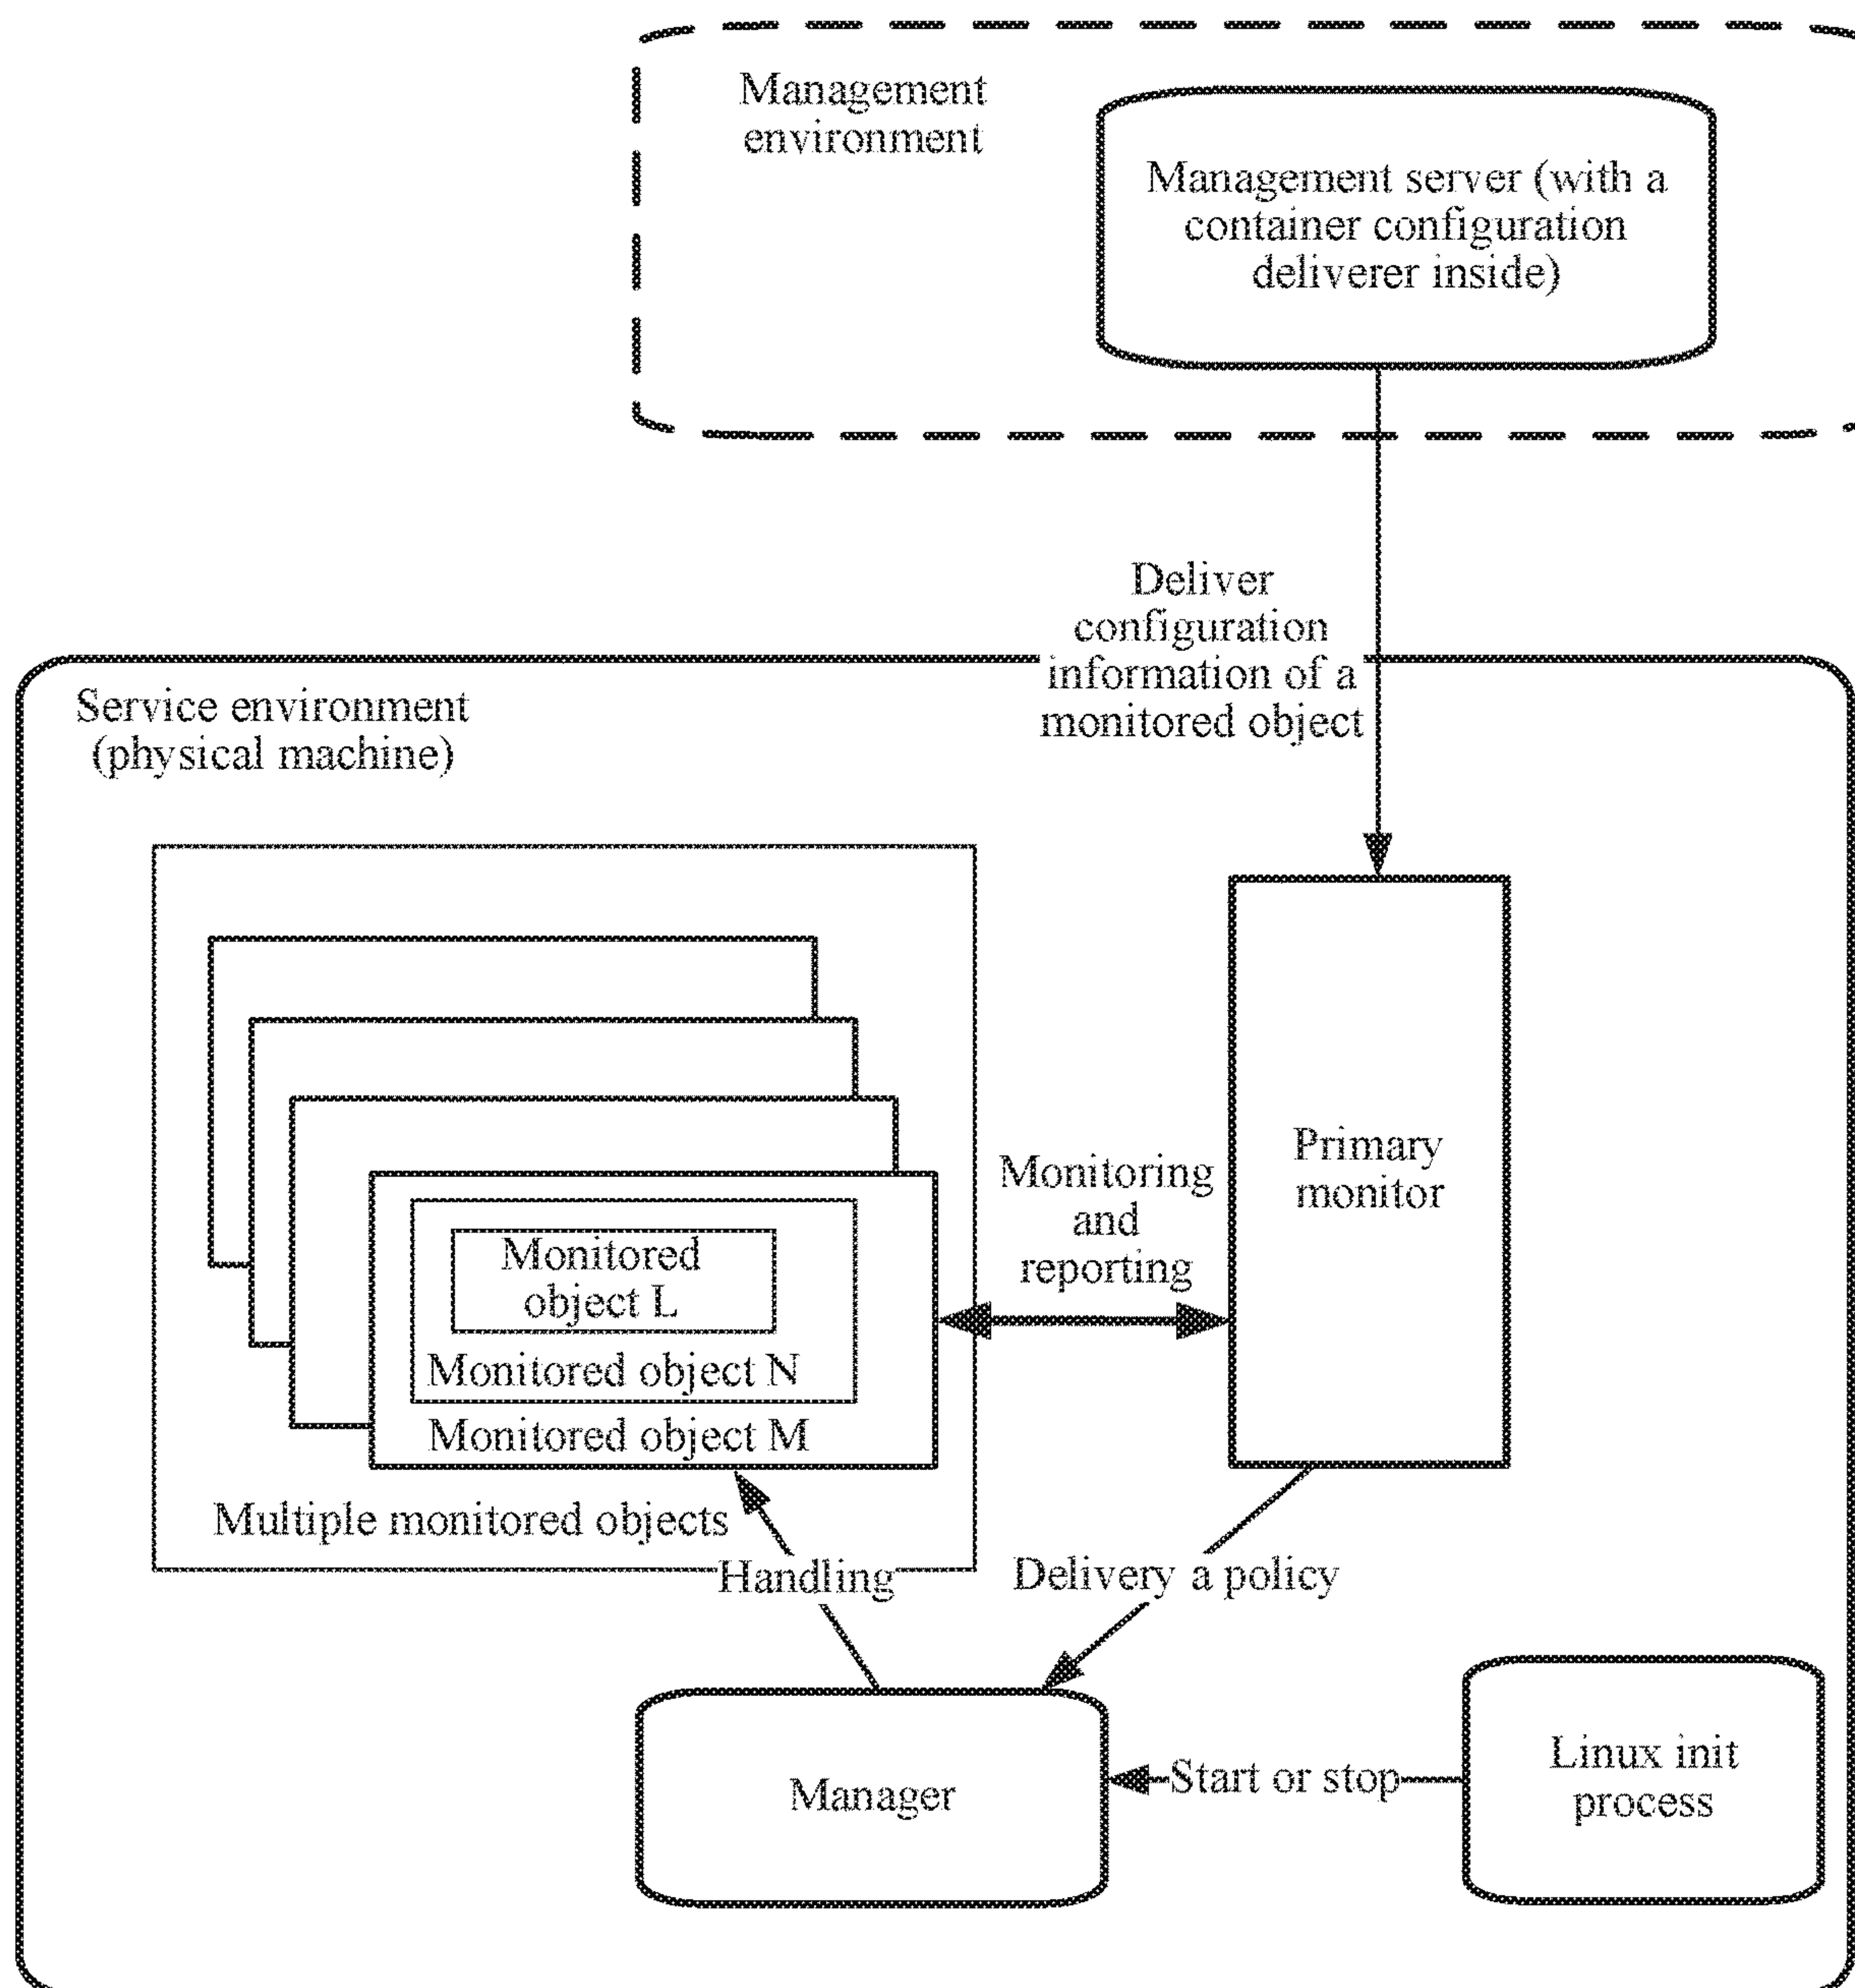 Management
environment
Management server (with a
container configuration
deliverer inside)
Deliver
configuration
information of a
monitored object
Service environment
(physical machine)
Primary
monitor
Monitoring
and
reporting
Monitored
object L
Monitored object N
Monitored object M
Multiple monitored objects
Handling
Delivery a policy
Manager
Start or stop
Linux init
process